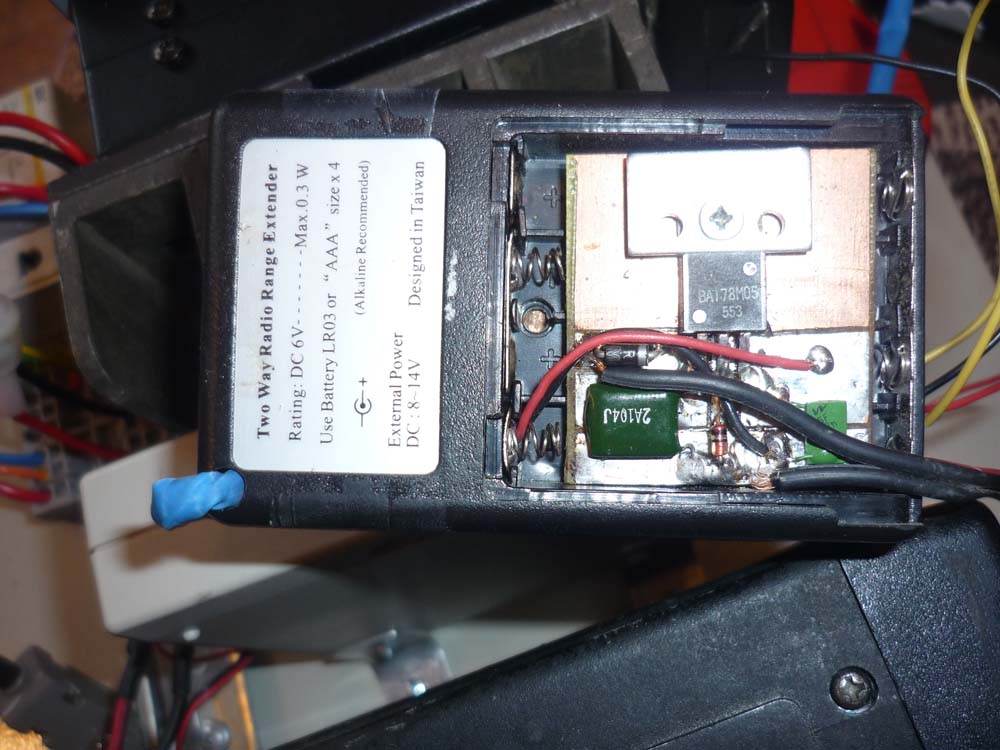 Two Way Radio Range Extender
Rating: DC 6V-------Max.0.3 W
Use Battery LR03 or “AAA” size x 4
(Alkaline Recommended)
External Power
DC : 8~14V Designed in Taiwan
BA178M05
553
2A104J
R